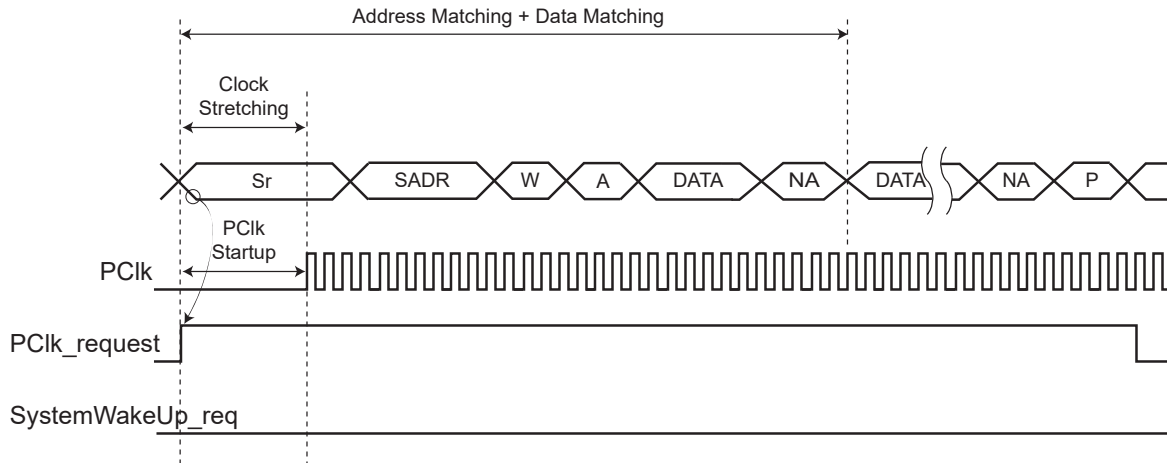 Address Matching + Data Matching
Clock
Stretching
Sr
SADR
W
A
DATA
NA
DATA
NA
P
PClk
Startup
PClk
PClk_request
SystemWakeUp_req